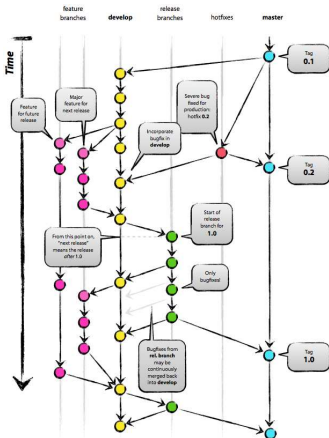 feature
branches
develop
release
branches
hotfixes
master
Time
Tag
0.1
Feature
for future
release
Major
feature for
next release
Severe bug
fixed for
production:
hotfix 0.2
Incorporate
bugfix in
develop
Tag
0.2
Start of
release
branch for
1.0
From this point on,
"next release"
means the release
after 1.0
Only
bugfixes!
Bugfixes from
rel. branch
may be
continuously
merged back
into develop
Tag
1.0